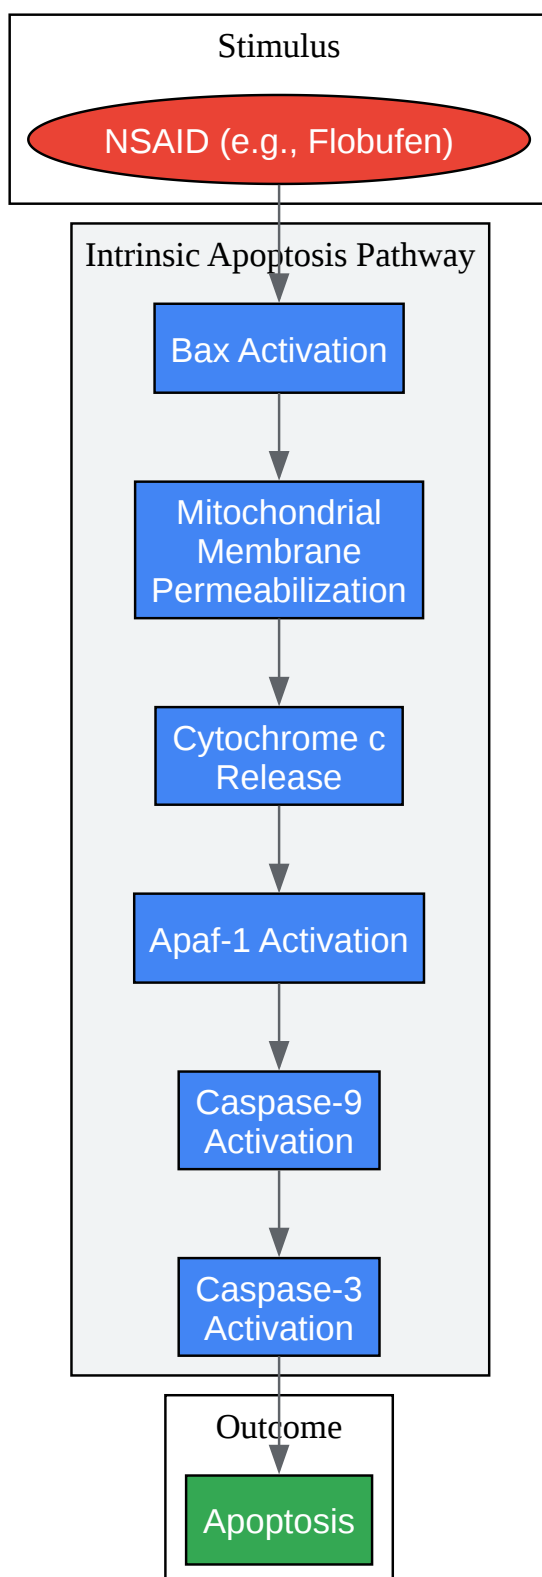 Stimulus
NSAID (e.g., Flobufen)
Intrinsic Apoptosis Pathway
Bax Activation
Mitochondrial
Membrane
Permeabilization
Cytochrome c
Release
Apaf-1 Activation
Caspase-9
Activation
Caspase-3
Activation
Outcome
Apoptosis